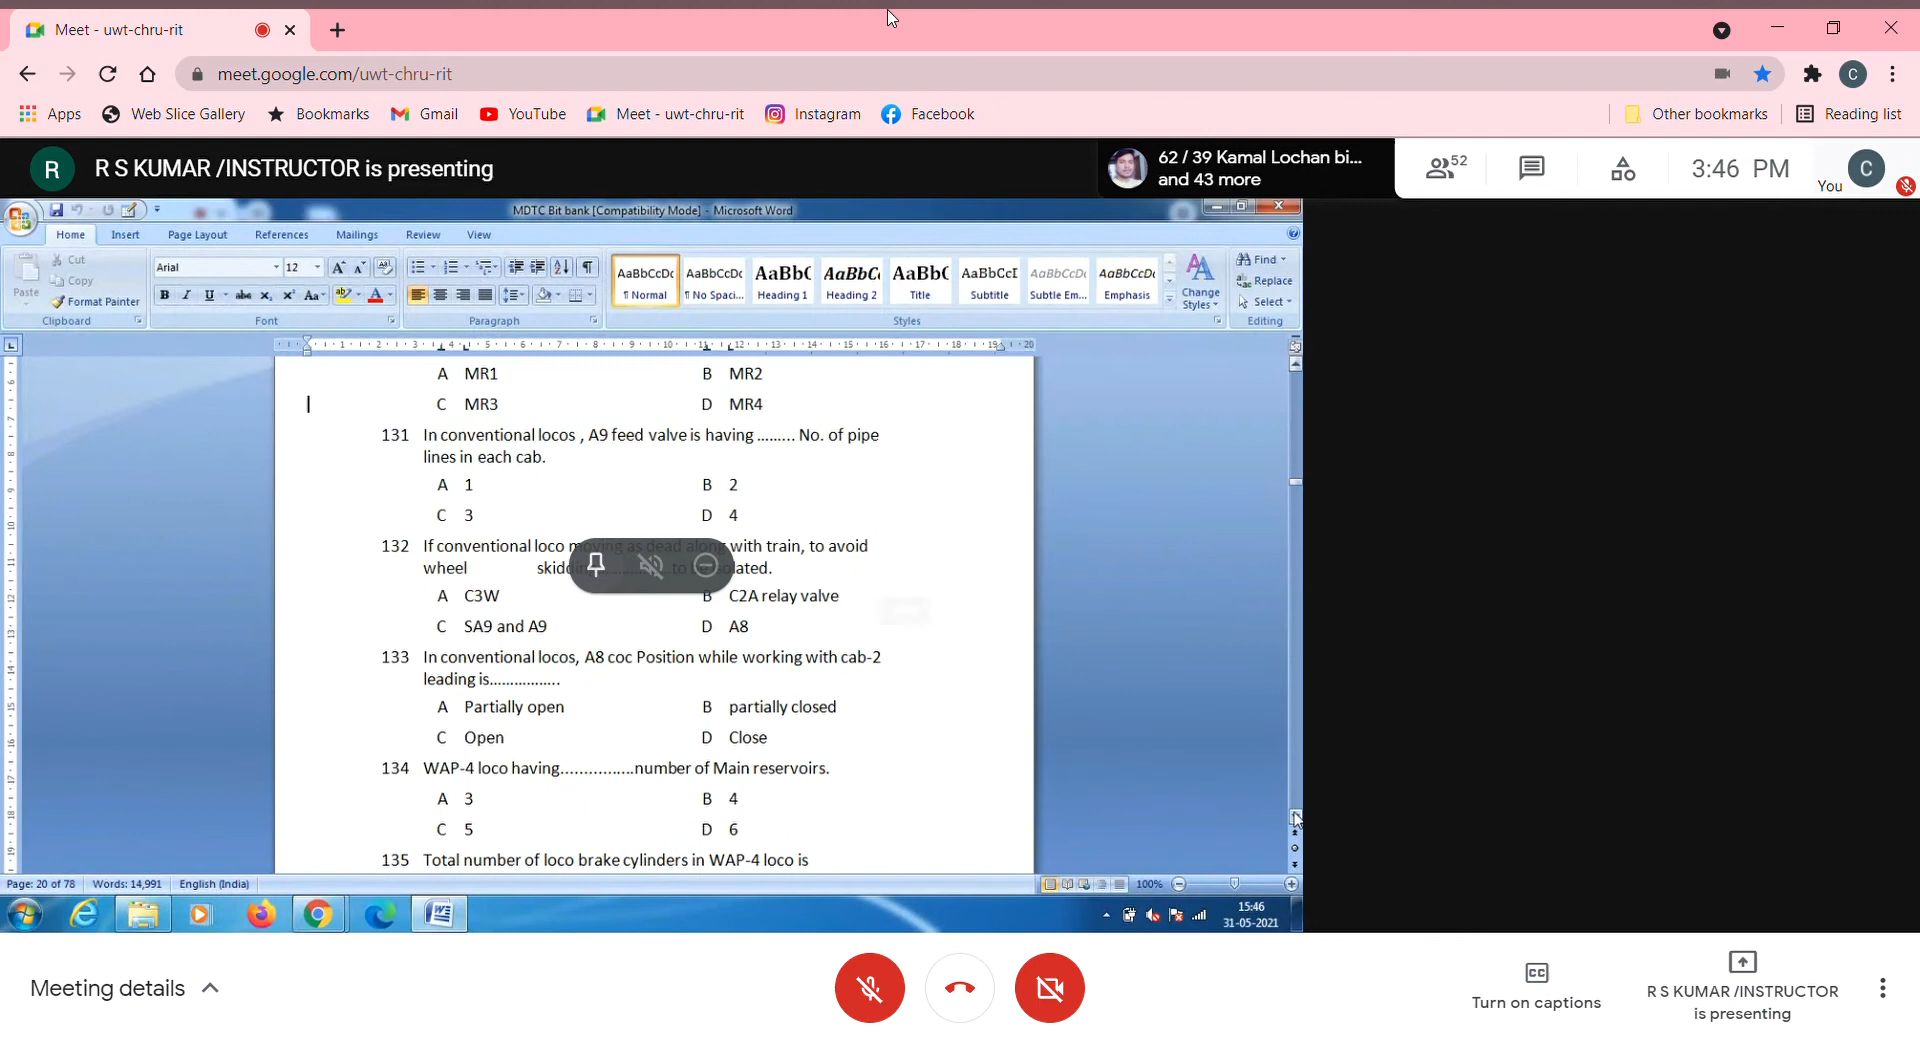 Meet - uwt-chru-rit
meet.google.com/uwt-chru-rit
C
Apps Web Slice Gallery Bookmarks Gmail YouTube Meet - uwt-chru-rit Instagram Facebook Other bookmarks Reading list
R R S KUMAR /INSTRUCTOR is presenting
62 / 39 Kamal Lochan bi...
and 43 more
52
3:46 PM
You
C
MDTC Bit bank [Compatibility Mode] - Microsoft Word
Home Insert Page Layout References Mailings Review View
Paste
Cut
Copy
Format Painter
Clipboard
Arial 12
Font
Paragraph
AaBbCcDc AaBbCcDc AaBbC AaBbCc AaBbC AaBbCcI AaBbCcDc AaBbCcDc
¶ Normal ¶ No Spaci... Heading 1 Heading 2 Title Subtitle Subtle Em... Emphasis
Styles
Change
Styles
Find
Replace
Select
Editing
A MR1 B MR2
C MR3 D MR4
131 In conventional locos , A9 feed valve is having ......... No. of pipe
lines in each cab.
A 1 B 2
C 3 D 4
132 If conventional loco moving as dead along with train, to avoid
wheel
A C3W B C2A relay valve
C SA9 and A9 D A8
133 In conventional locos, A8 coc Position while working with cab-2
leading is................
A Partially open B partially closed
C Open D Close
134 WAP-4 loco having................number of Main reservoirs.
A 3 B 4
C 5 D 6
135 Total number of loco brake cylinders in WAP-4 loco is
Page: 20 of 78 Words: 14,991 English (India) 100%
15:46
31-05-2021
Meeting details
Turn on captions
R S KUMAR /INSTRUCTOR
is presenting